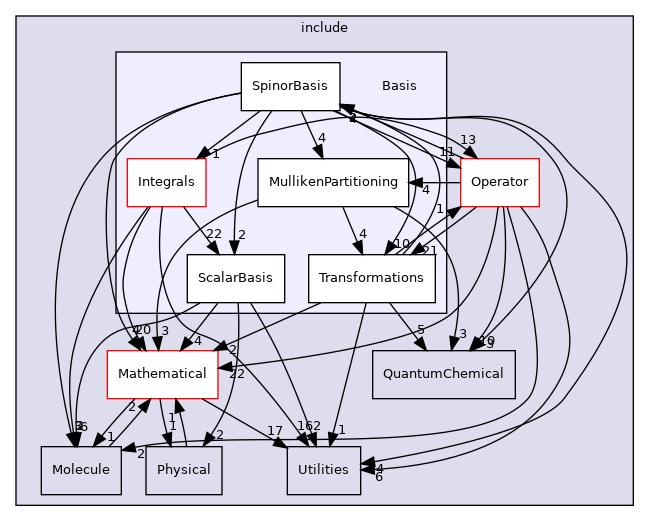 include
SpinorBasis
Basis
2
4
13
11
1
Integrals
MullikenPartitioning
Operator
4
1
22
2
4
10
21
ScalarBasis
Transformations
20
3
4
5
3
10
2
Mathematical
22
QuantumChemical
2
1
1
1
17
162
1
2
2
Molecule
Physical
Utilities
4
6